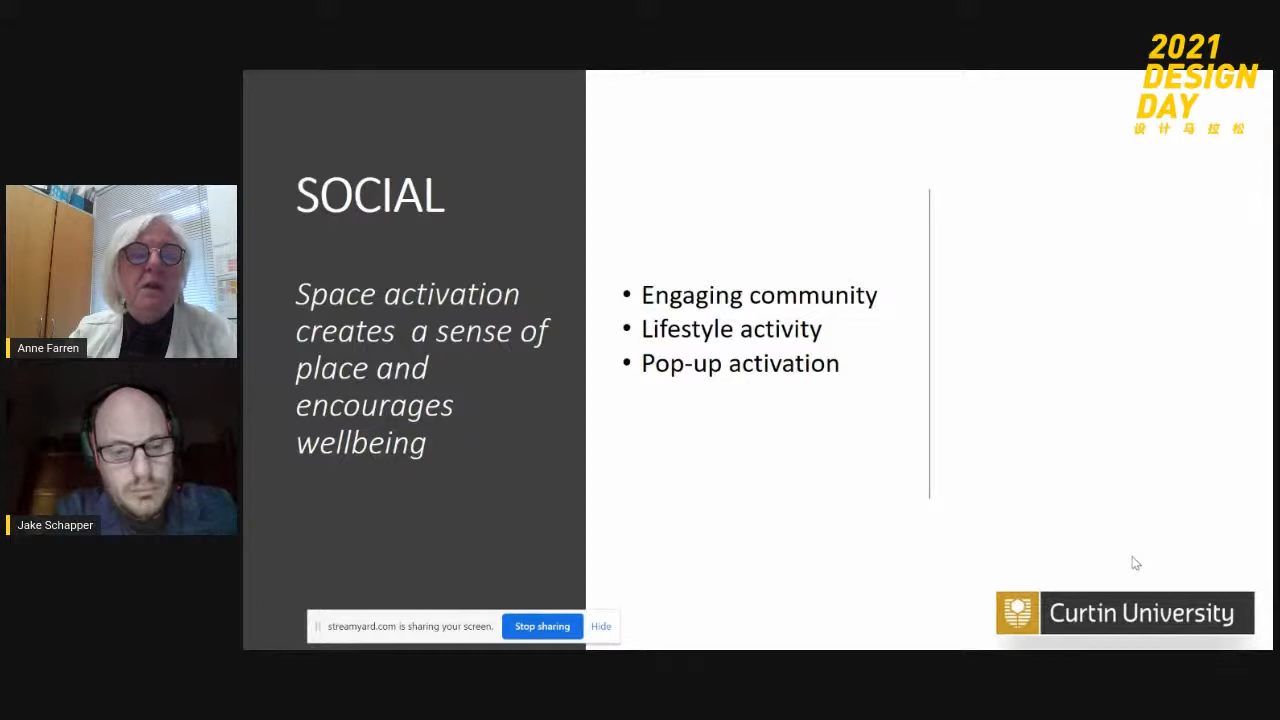 2021
DESIGN
DAY
设计马拉松
SOCIAL
Space activation
creates a sense of
place and
encourages
wellbeing
• Engaging community
• Lifestyle activity
• Pop-up activation
Anne Farren
Jake Schapper
streamyard.com is sharing your screen.
Stop sharing
Hide
Curtin University